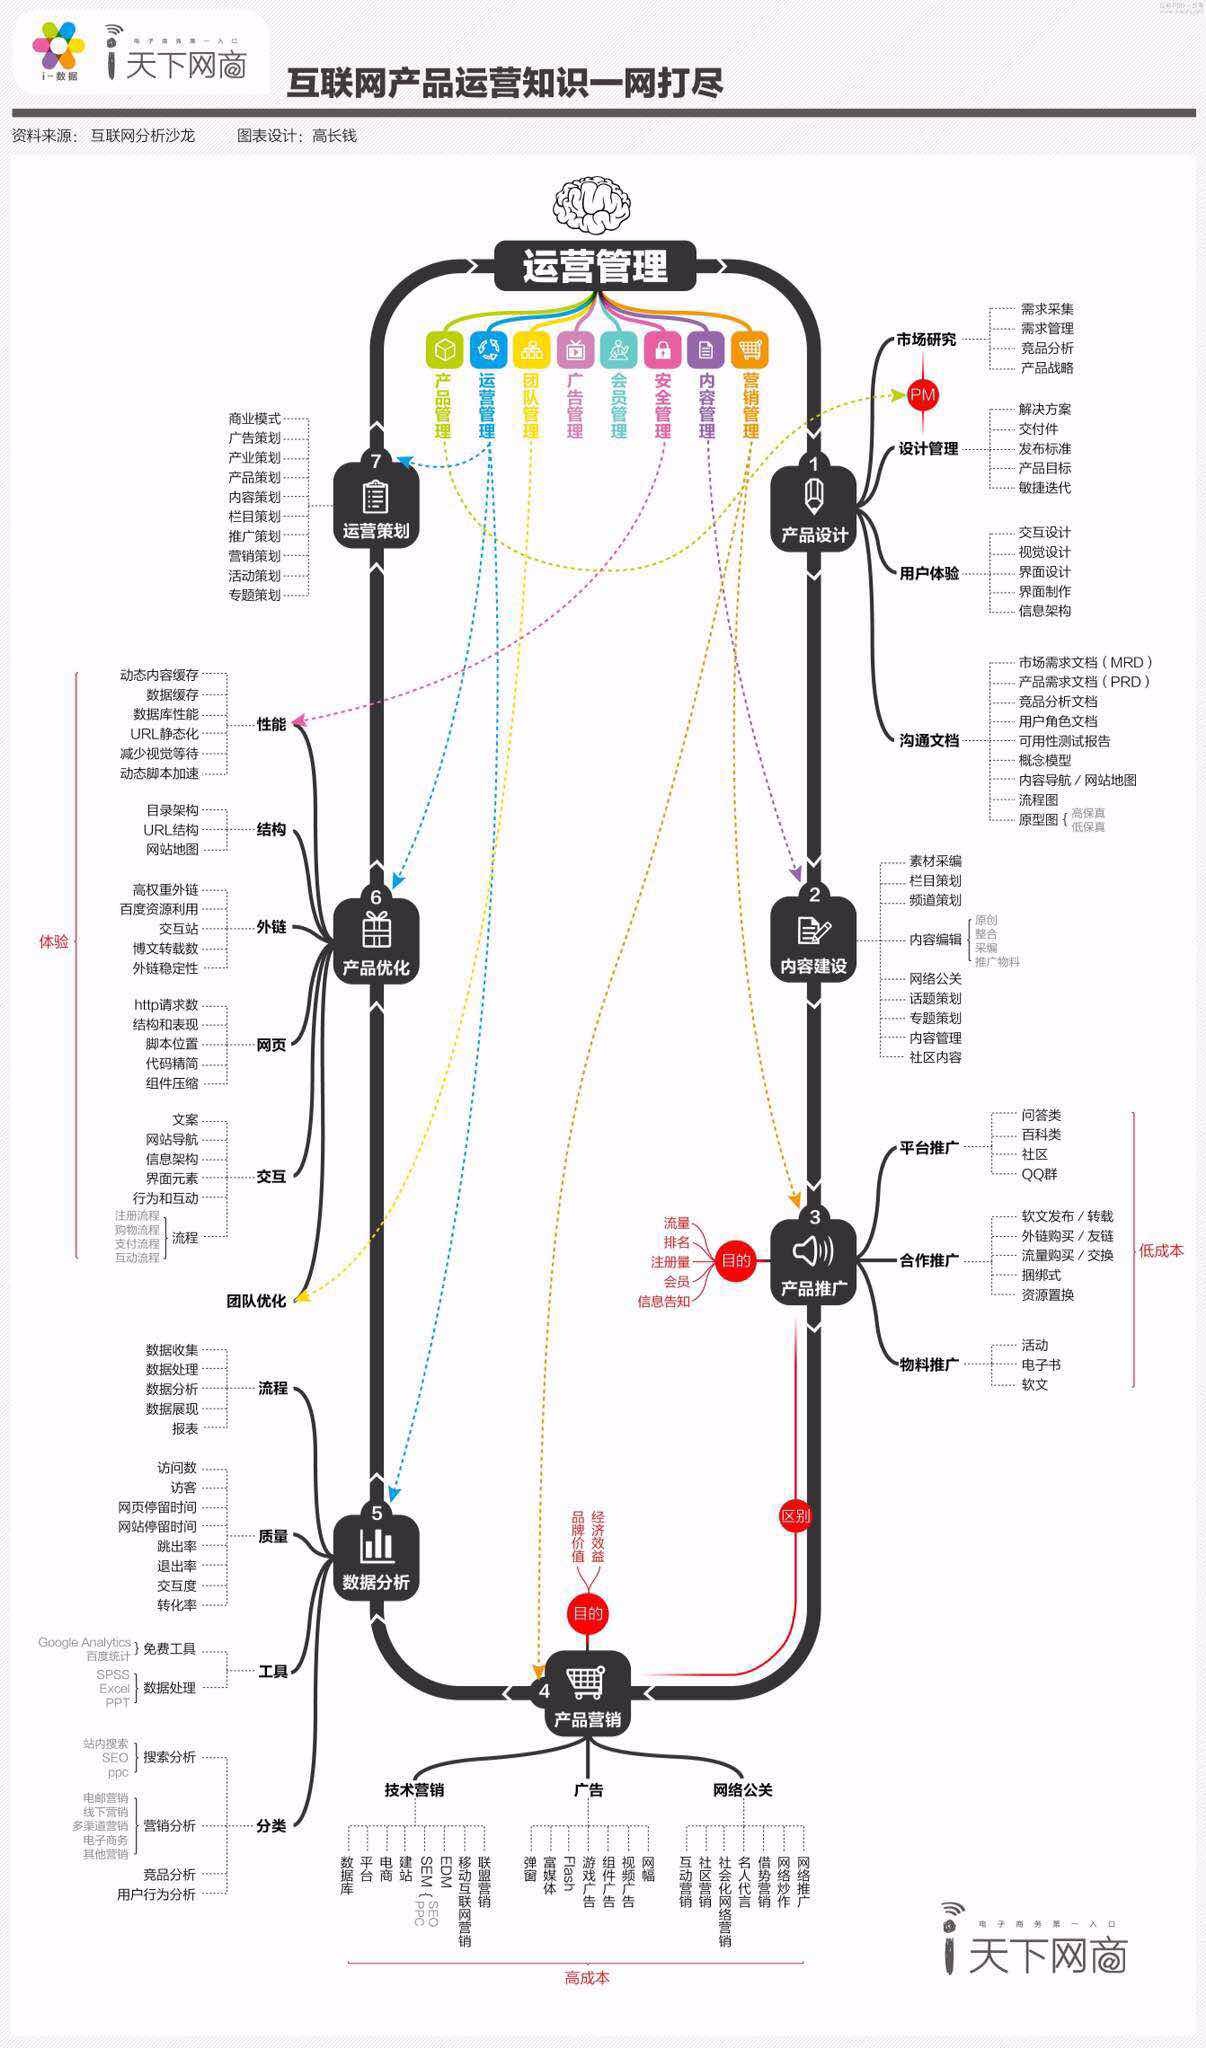 i-数据
电子商务第一入口
天下网商
互联网产品运营知识一网打尽
资料来源： 互联网分析沙龙
图表设计：高长钱
运营管理
产品管理
运营管理
团队管理
广告管理
会员管理
安全管理
内容管理
营销管理
1
产品设计
市场研究
需求采集
需求管理
竞品分析
产品战略
PM
设计管理
解决方案
交付件
发布标准
产品目标
敏捷迭代
用户体验
交互设计
视觉设计
界面设计
界面制作
信息架构
沟通文档
市场需求文档（MRD）
产品需求文档（PRD）
竞品分析文档
用户角色文档
可用性测试报告
概念模型
内容导航 / 网站地图
流程图
原型图 {
高保真
低保真
2
内容建设
素材采编
栏目策划
频道策划
内容编辑
原创
整合
采编
推广物料
网络公关
话题策划
专题策划
内容管理
社区内容
3
产品推广
目的
流量
排名
注册量
会员
信息告知
平台推广
问答类
百科类
社区
QQ群
合作推广
软文发布 / 转载
外链购买 / 友链
流量购买 / 交换
捆绑式
资源置换
物料推广
活动
电子书
软文
低成本
区别
4
产品营销
目的
品牌价值
经济效益
技术营销
数据库
平台
电商
建站
SEM {
SEO
PPC
EDM
移动互联网营销
联盟营销
广告
弹窗
富媒体
Flash
游戏广告
组件广告
视频广告
网幅
网络公关
互动营销
社区营销
社会化网络营销
名人代言
借势营销
网络炒作
网络推广
高成本
5
数据分析
流程
数据收集
数据处理
数据分析
数据展现
报表
质量
访问数
访客
网页停留时间
网站停留时间
跳出率
退出率
交互度
转化率
工具
Google Analytics
百度统计
} 免费工具
SPSS
Excel
PPT
数据处理
分类
站内搜索
SEO
ppc
搜索分析
电邮营销
线下营销
多渠道营销
电子商务
其他营销
营销分析
竞品分析
用户行为分析
6
产品优化
体验
性能
动态内容缓存
数据缓存
数据库性能
URL静态化
减少视觉等待
动态脚本加速
结构
目录架构
URL结构
网站地图
外链
高权重外链
百度资源利用
交互站
博文转载数
外链稳定性
网页
http请求数
结构和表现
脚本位置
代码精简
组件压缩
交互
文案
网站导航
信息架构
界面元素
行为和互动
注册流程
购物流程
支付流程
互动流程
流程
团队优化
7
运营策划
商业模式
广告策划
产业策划
产品策划
内容策划
栏目策划
推广策划
营销策划
活动策划
专题策划
电子商务第一入口
天下网商